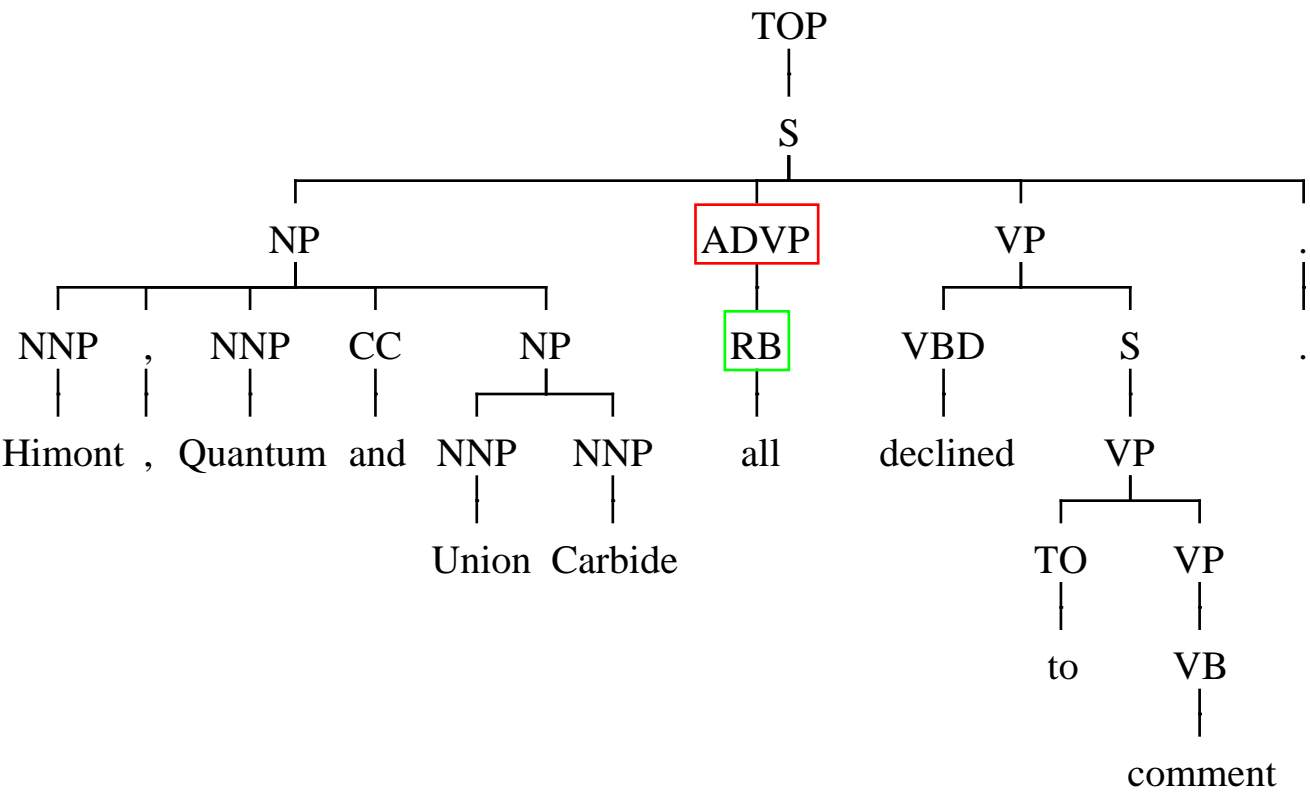 TOP
S
NP ADVP VP .
NNP , NNP CC NP RB VBD S .
Himont , Quantum and NNP NNP all declined VP
Union Carbide TO VP
to VB
comment